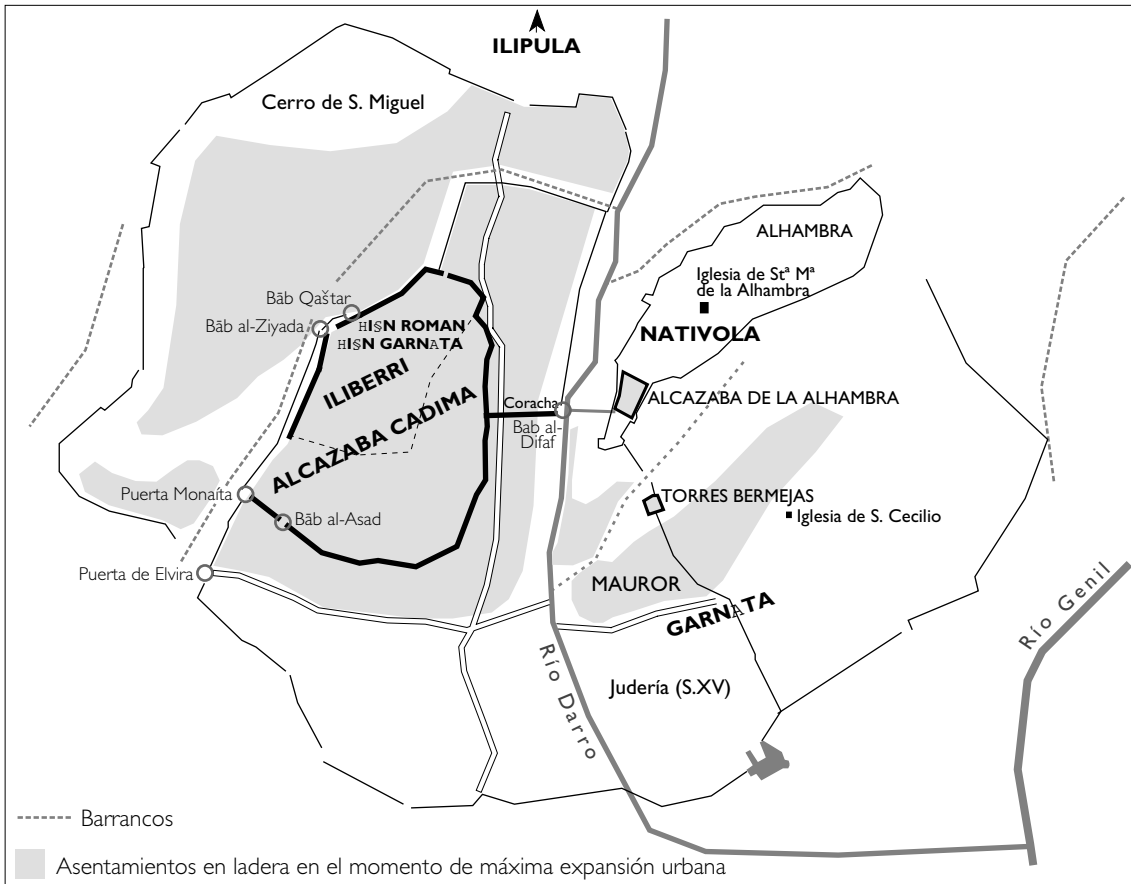 ILIPULA
Cerro de S. Miguel
ALHAMBRA
Iglesia de Stª Mª
de la Alhambra
NATIVOLA
Bāb Qaštar
Bāb al-Ziyada
HIṢN ROMAN
HIṢN GARNATA
ILIBERRI
ALCAZABA CADIMA
Coracha
Bab al-
Difaf
ALCAZABA DE LA ALHAMBRA
Puerta Monaíta
Bāb al-Asad
TORRES BERMEJAS
Iglesia de S. Cecilio
Puerta de Elvira
MAUROR
GARNATA
Río Genil
Río Darro
Judería (S.XV)
Barrancos
Asentamientos en ladera en el momento de máxima expansión urbana